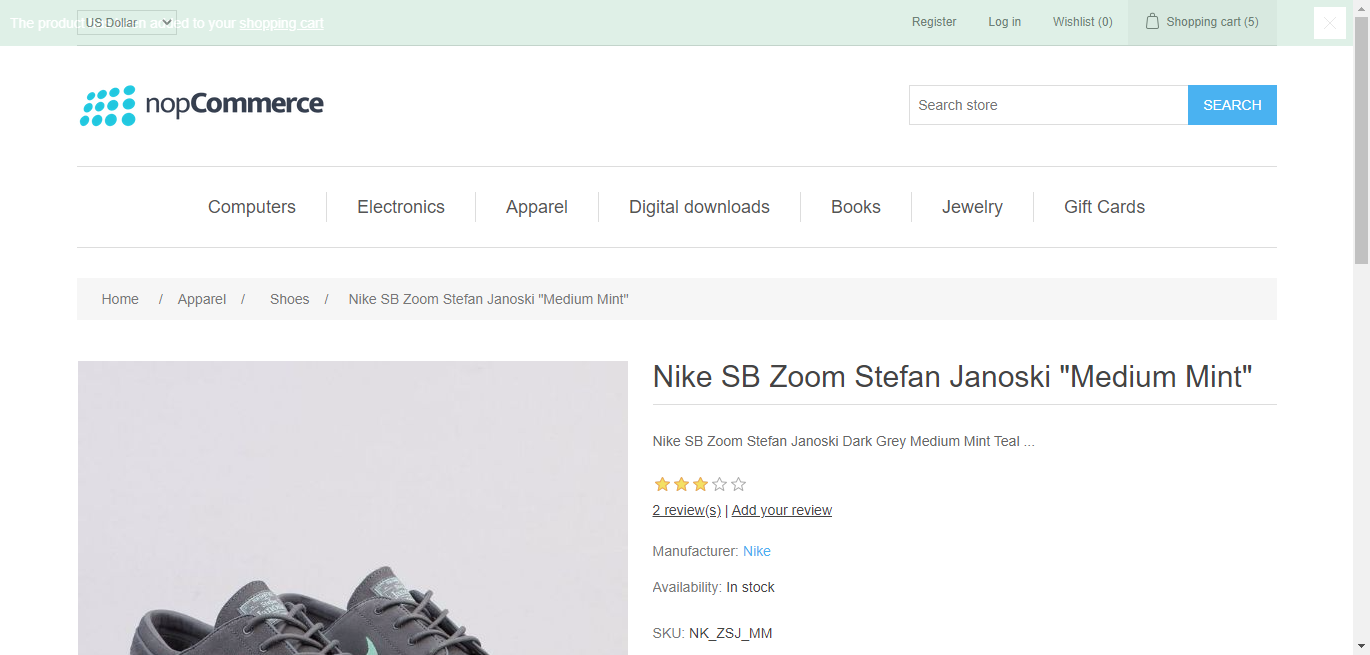 The product
US Dollar
added to your shopping cart
Register
Log in
Wishlist (0)
Shopping cart (5)
nopCommerce
Search store
SEARCH
Computers
Electronics
Apparel
Digital downloads
Books
Jewelry
Gift Cards
Home / Apparel / Shoes / Nike SB Zoom Stefan Janoski "Medium Mint"
Nike SB Zoom Stefan Janoski "Medium Mint"
Nike SB Zoom Stefan Janoski Dark Grey Medium Mint Teal ...
2 review(s) | Add your review
Manufacturer: Nike
Availability: In stock
SKU: NK_ZSJ_MM